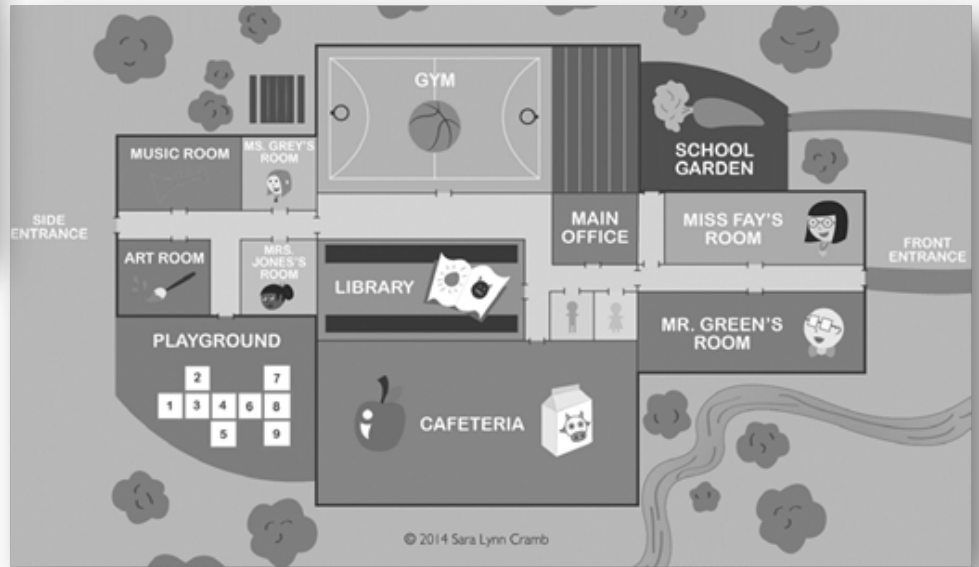 GYM
MUSIC ROOM
MS. GREY'S
ROOM
SCHOOL
GARDEN
SIDE
ENTRANCE
MAIN
OFFICE
MISS FAY'S
ROOM
FRONT
ENTRANCE
ART ROOM
MRS.
JONES'S
ROOM
LIBRARY
MR. GREEN'S
ROOM
PLAYGROUND
2 7
1 3 4 6 8
5 9
CAFETERIA
© 2014 Sara Lynn Cramb